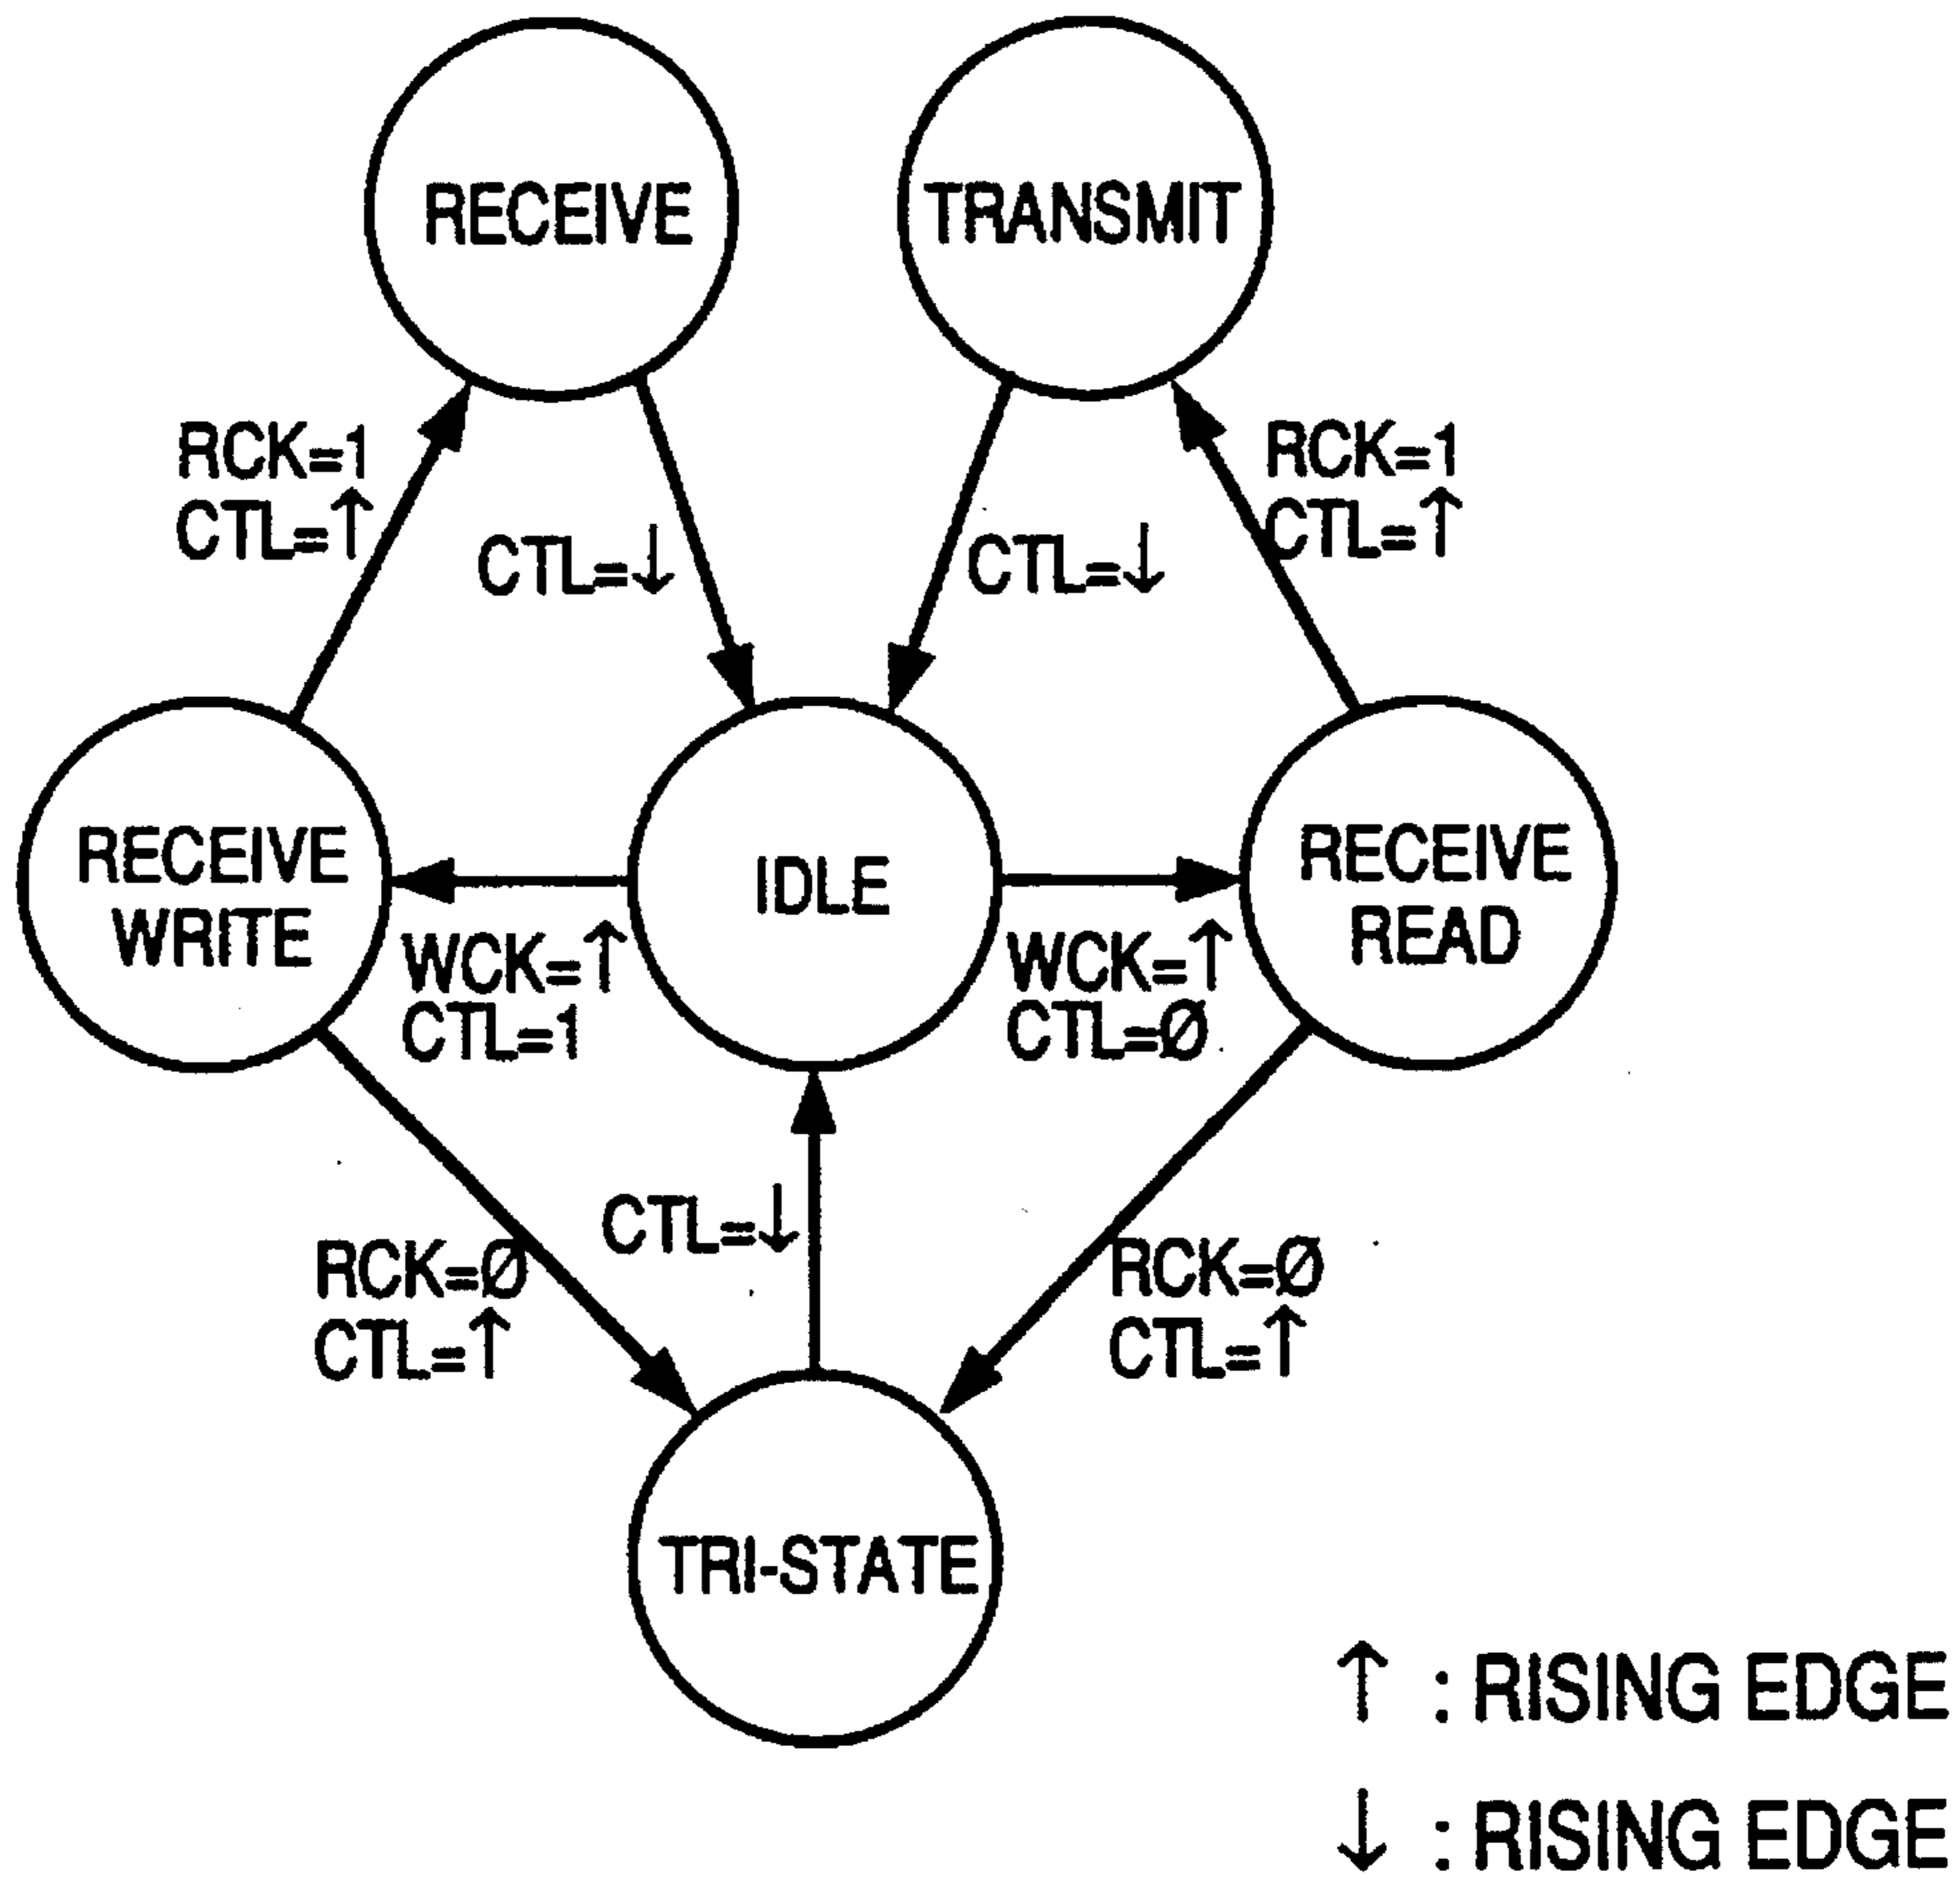 RECEIVE
TRANSMIT
RCK=1
CTL=↑
CTL=↓
CTL=↓
RCK=1
CTL=↑
RECEIVE
WRITE
WCK=↑
CTL=1
IDLE
WCK=↑
CTL=Ø
RECEIVE
READ
RCK=Ø
CTL=↑
CTL=↓
RCK=Ø
CTL=↑
TRI-STATE
↑ : RISING EDGE
↓ : RISING EDGE